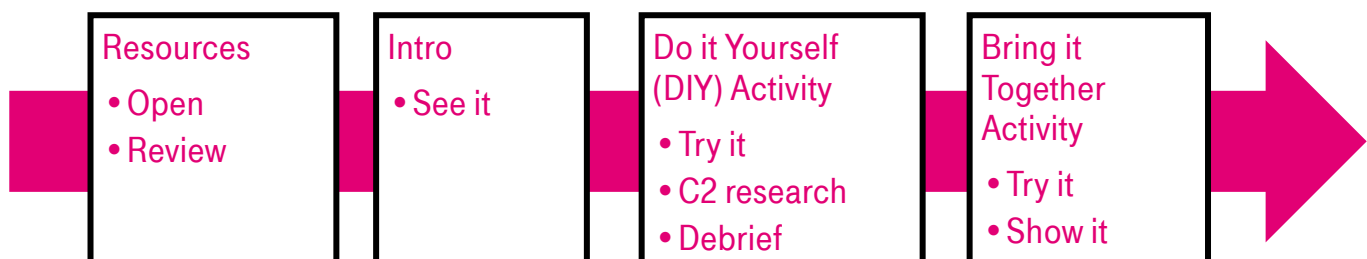 Resources
• Open
• Review
Intro
• See it
Do it Yourself
(DIY) Activity
• Try it
• C2 research
• Debrief
Bring it
Together
Activity
• Try it
• Show it